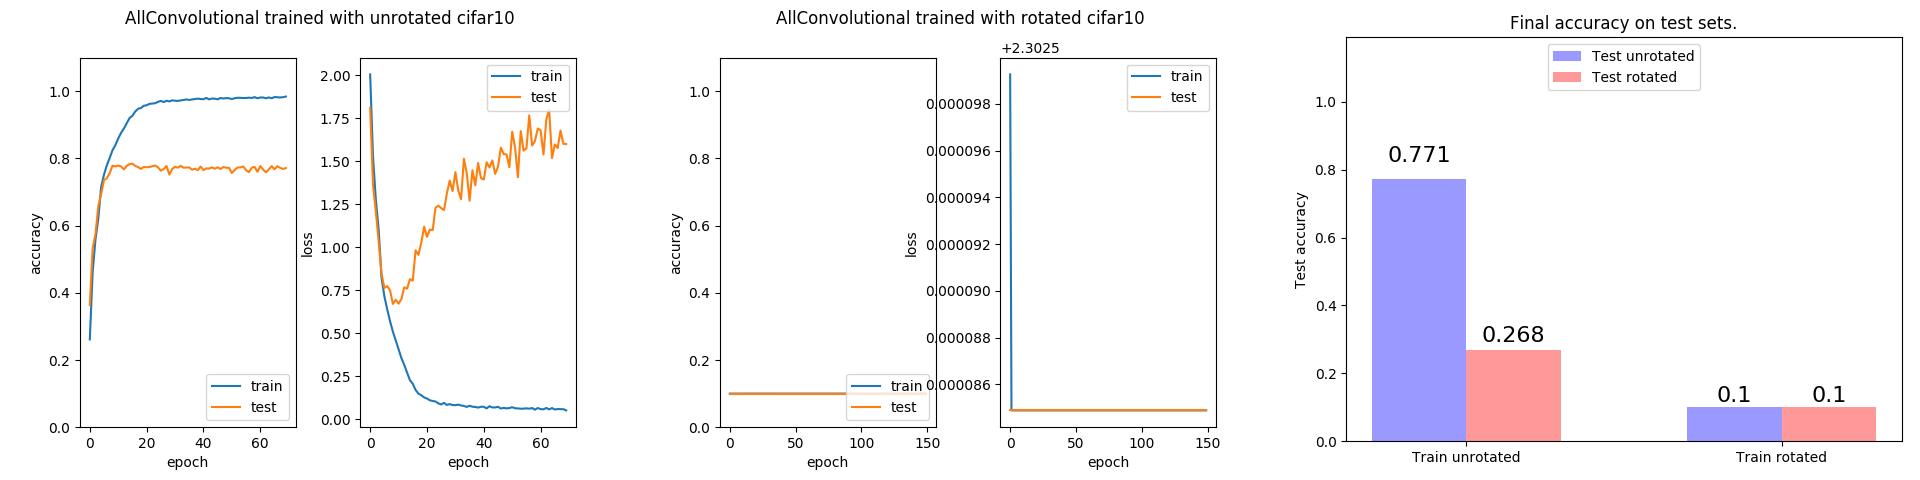 AllConvolutional trained with unrotated cifar10
1.0
0.8
0.6
0.4
0.2
0.0
accuracy
0
20
40
60
epoch
train
test
2.00
1.75
1.50
1.25
1.00
0.75
0.50
0.25
0.00
loss
0
20
40
60
epoch
train
test
AllConvolutional trained with rotated cifar10
1.0
0.8
0.6
0.4
0.2
0.0
accuracy
0
50
100
150
epoch
train
test
+2.3025
0.000098
0.000096
0.000094
0.000092
0.000090
0.000088
0.000086
loss
0
50
100
150
epoch
train
test
Final accuracy on test sets.
Test unrotated
Test rotated
1.0
0.8
0.6
0.4
0.2
0.0
Test accuracy
0.771
0.268
0.1
0.1
Train unrotated
Train rotated